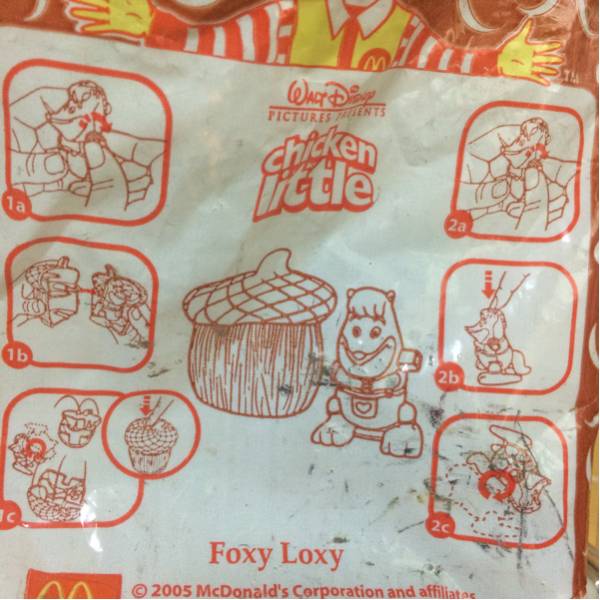 TM
WALT DISNEY
PICTURES PRESENTS
chicken
little
1a
2a
1b
2b
1c
2c
Foxy Loxy
© 2005 McDonald's Corporation and affiliates